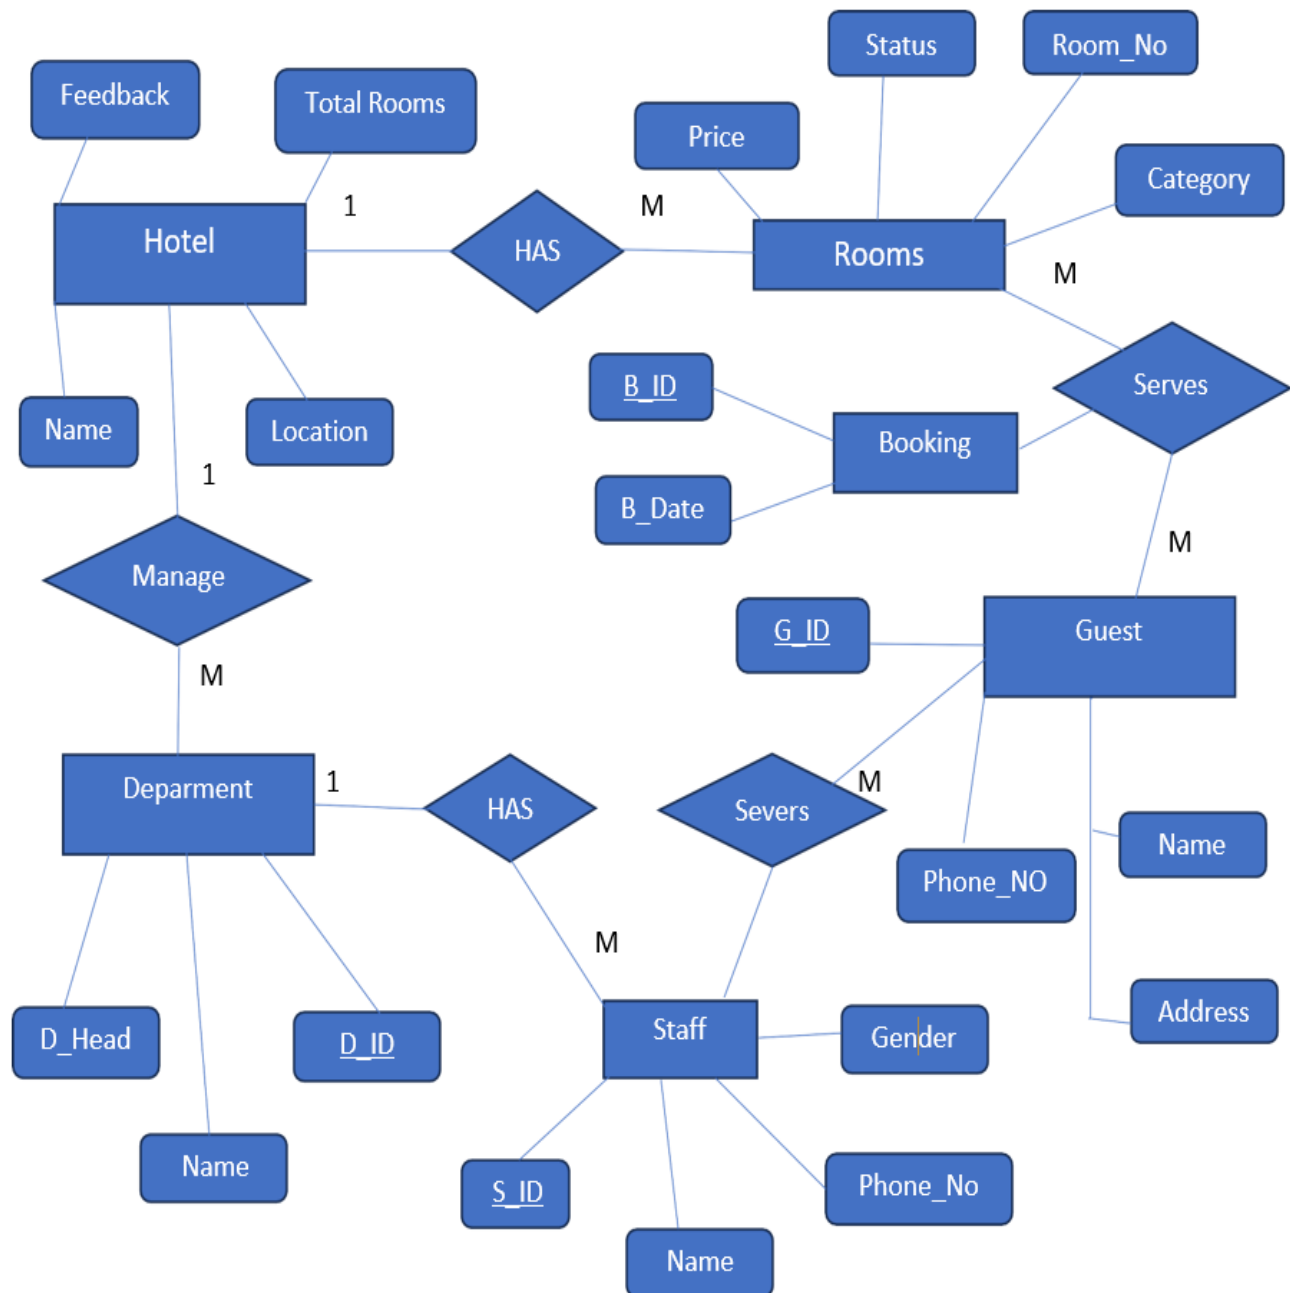 Status
Room_No
Feedback
Total Rooms
Price
Category
1
M
Hotel
HAS
Rooms
M
B_ID
Serves
Name
Location
Booking
1
B_Date
M
Manage
G_ID
Guest
M
Deparment
1
HAS
Severs
M
Name
Phone_NO
M
D_Head
D_ID
Staff
Gender
Address
Name
S_ID
Phone_No
Name